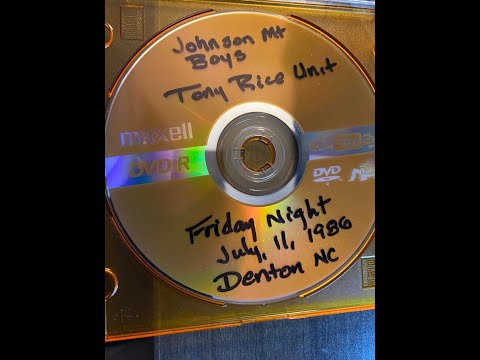 Johnson Mt
Boys
Tony Rice Unit
maxell
DVD-R
DVD
Friday Night
July, 11, 1986
Denton NC